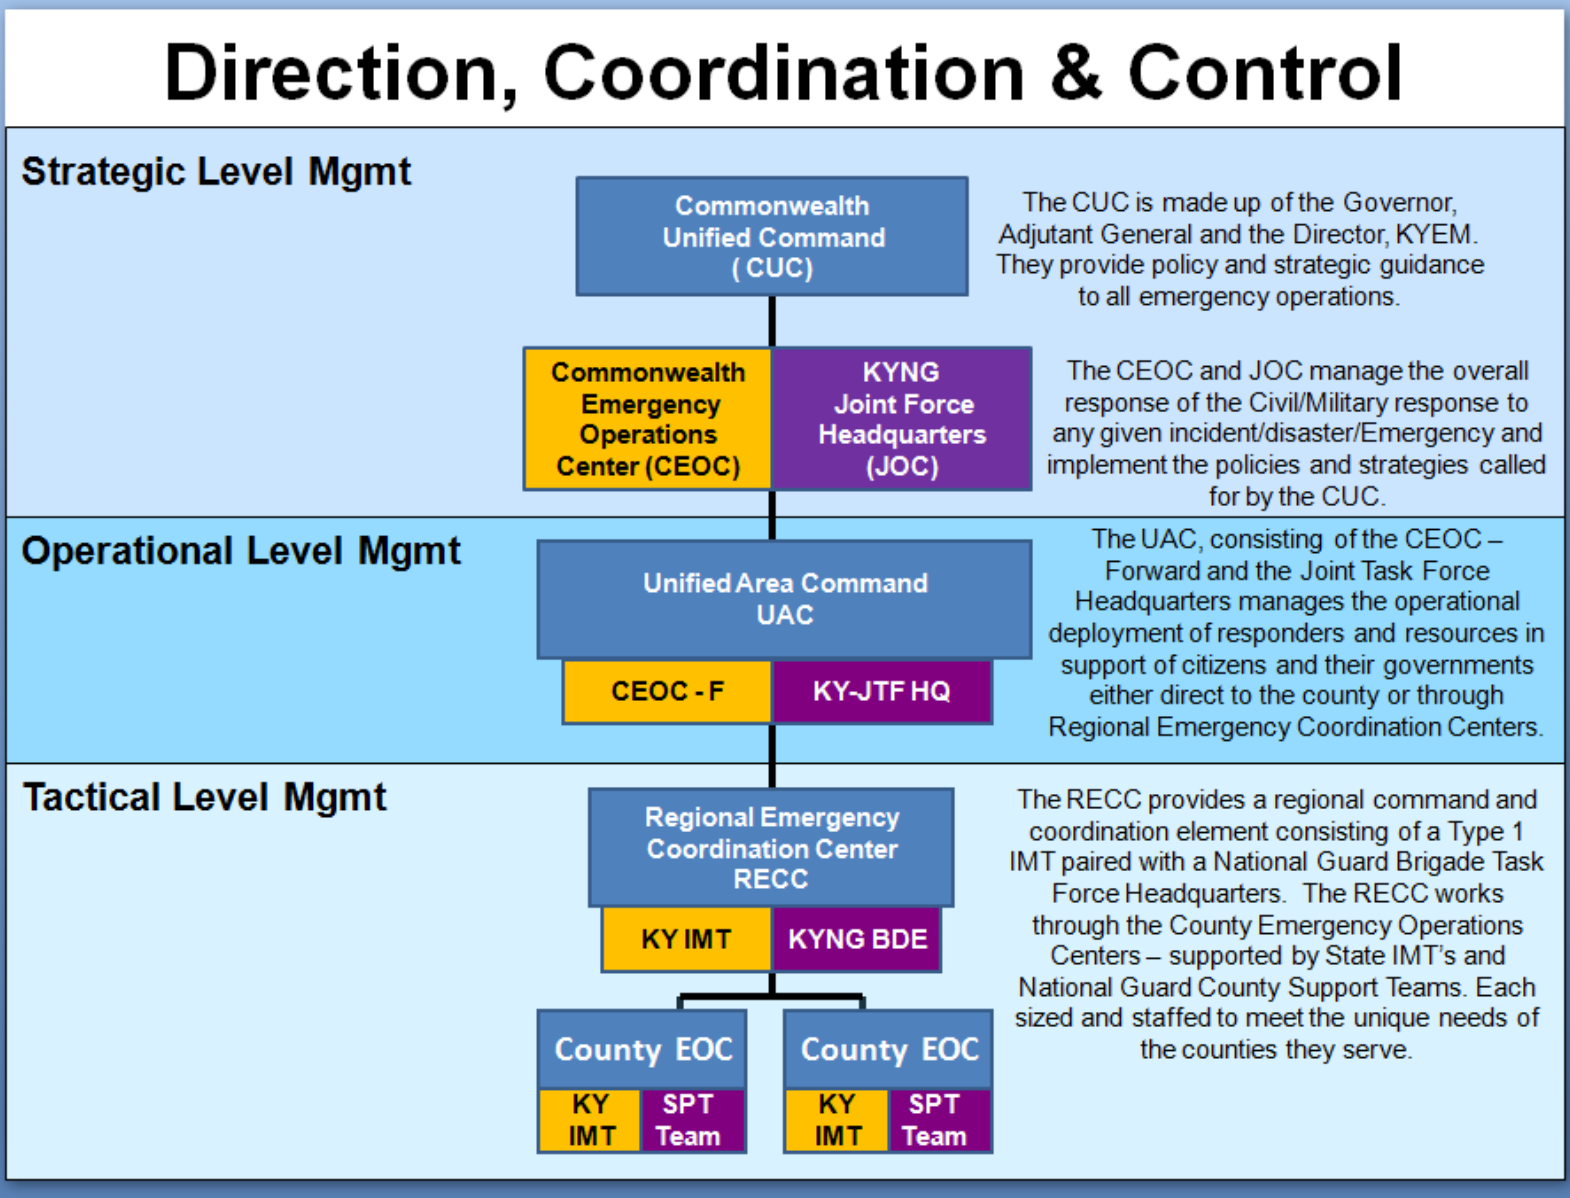 Direction, Coordination & Control
Strategic Level Mgmt
Commonwealth
Unified Command
( CUC)
The CUC is made up of the Governor,
Adjutant General and the Director, KYEM.
They provide policy and strategic guidance
to all emergency operations.
Commonwealth
Emergency
Operations
Center (CEOC)
KYNG
Joint Force
Headquarters
(JOC)
The CEOC and JOC manage the overall
response of the Civil/Military response to
any given incident/disaster/Emergency and
implement the policies and strategies called
for by the CUC.
Operational Level Mgmt
Unified Area Command
UAC
CEOC - F
KY-JTF HQ
The UAC, consisting of the CEOC –
Forward and the Joint Task Force
Headquarters manages the operational
deployment of responders and resources in
support of citizens and their governments
either direct to the county or through
Regional Emergency Coordination Centers.
Tactical Level Mgmt
Regional Emergency
Coordination Center
RECC
KY IMT
KYNG BDE
The RECC provides a regional command and
coordination element consisting of a Type 1
IMT paired with a National Guard Brigade Task
Force Headquarters.  The RECC works
through the County Emergency Operations
Centers – supported by State IMT's and
National Guard County Support Teams. Each
sized and staffed to meet the unique needs of
the counties they serve.
County EOC
KY
IMT
SPT
Team
County EOC
KY
IMT
SPT
Team